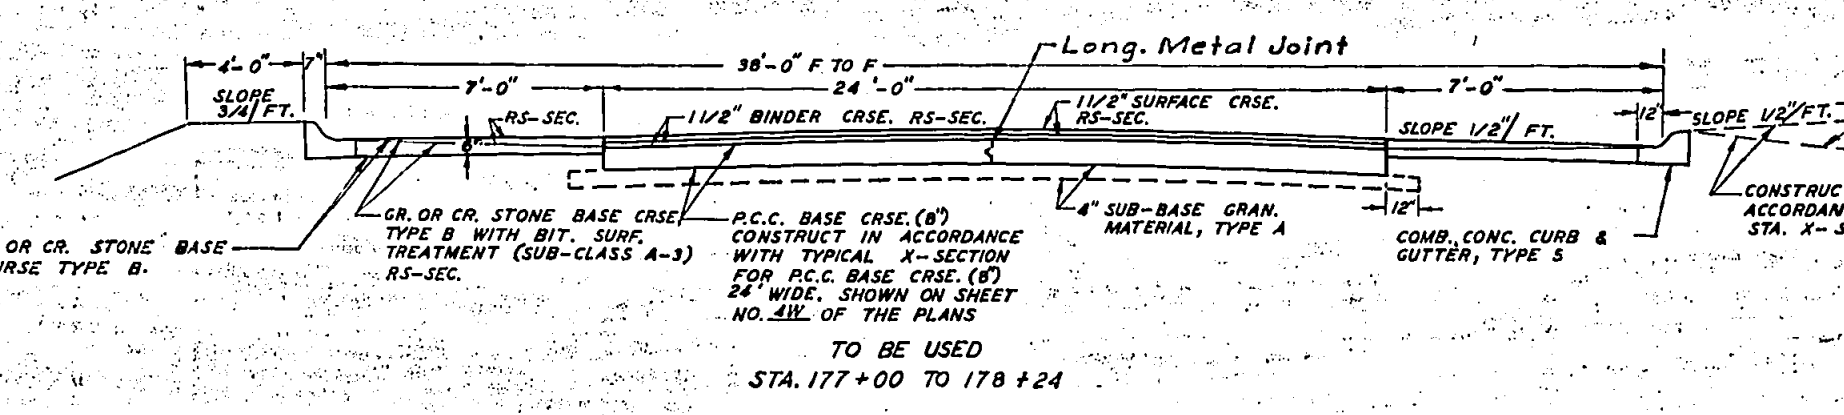 Long. Metal Joint
4'-0" 7" 38'-0" F TO F
7'-0" 24'-0" 7'-0"
SLOPE
3/4/FT.
RS-SEC.
1 1/2" BINDER CRSE. RS-SEC.
1 1/2" SURFACE CRSE.
RS-SEC.
SLOPE 1/2"/FT.
12"
SLOPE 1/2"/FT.
OR CR. STONE BASE
RSE TYPE B.
GR. OR CR. STONE BASE CRSE
TYPE B WITH BIT. SURF.
TREATMENT (SUB-CLASS A-3)
RS-SEC.
P.C.C. BASE CRSE. (8")
CONSTRUCT IN ACCORDANCE
WITH TYPICAL X-SECTION
FOR P.C.C. BASE CRSE. (8")
24' WIDE. SHOWN ON SHEET
NO. 4W OF THE PLANS
4" SUB-BASE GRAN.
MATERIAL, TYPE A
12"
COMB., CONC. CURB &
GUTTER, TYPE S
CONSTRUC
ACCORDAN
STA. X-S
TO BE USED
STA. 177+00 TO 178+24